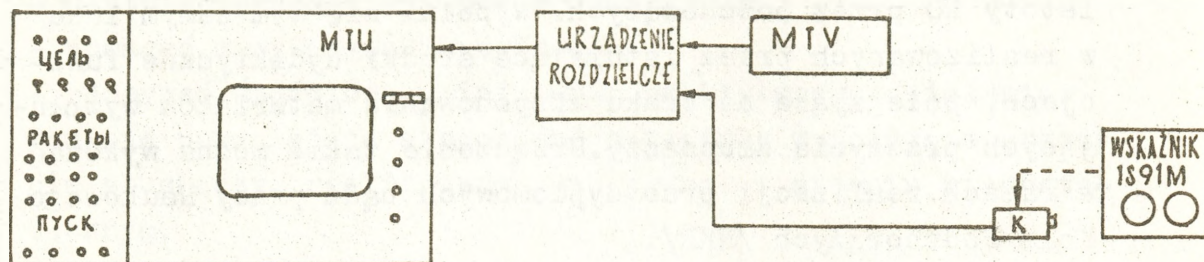 ЦЕЛЬ
РАКЕТЫ
ПУСК
MTU
URZĄDZENIE
ROZDZIELCZE
MTV
K
WSKAŹNIK
1S91M